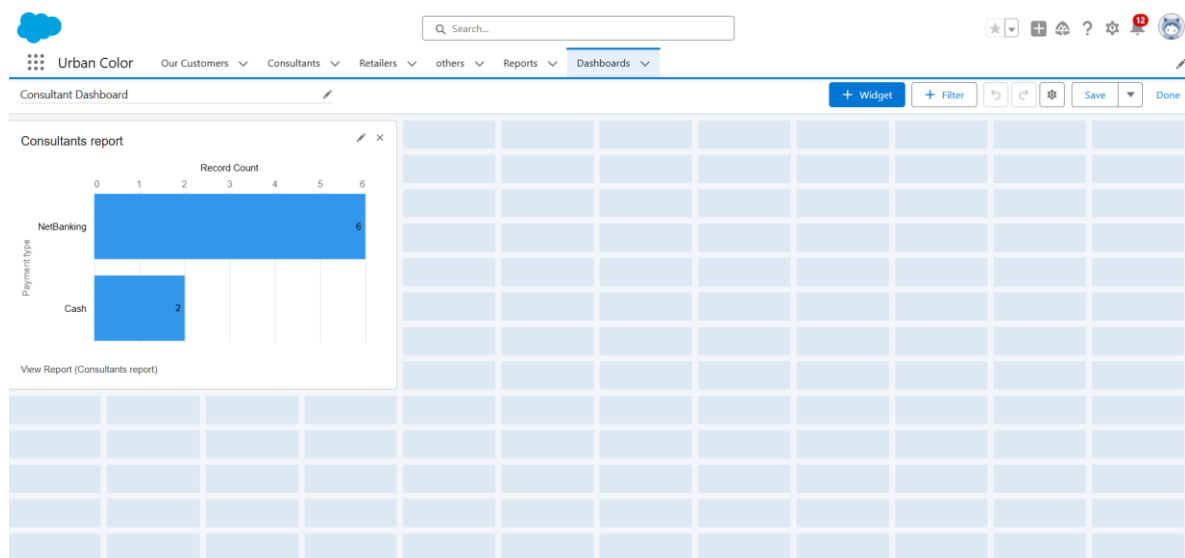 Search...
12
Urban Color Our Customers Consultants Retailers others Reports Dashboards
Consultant Dashboard + Widget + Filter Save Done
Consultants report
Record Count
0 1 2 3 4 5 6
NetBanking 6
Payment type
Cash 2
View Report (Consultants report)